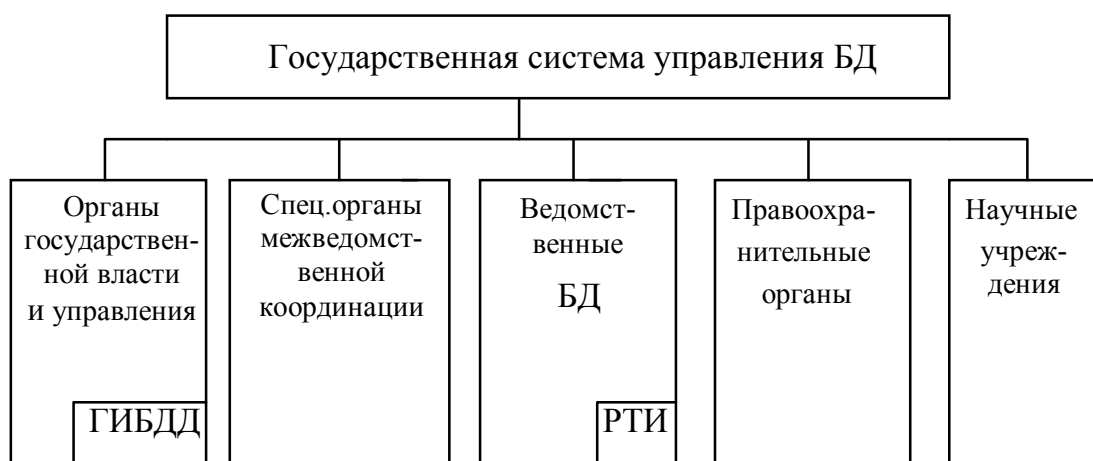 Государственная система управления БД
Органы
государствен-
ной власти
и управления
ГИБДД
Спец.органы
межведомст-
венной
координации
Ведомст-
венные
БД
РТИ
Правоохра-
нительные
органы
Научные
учреж-
дения